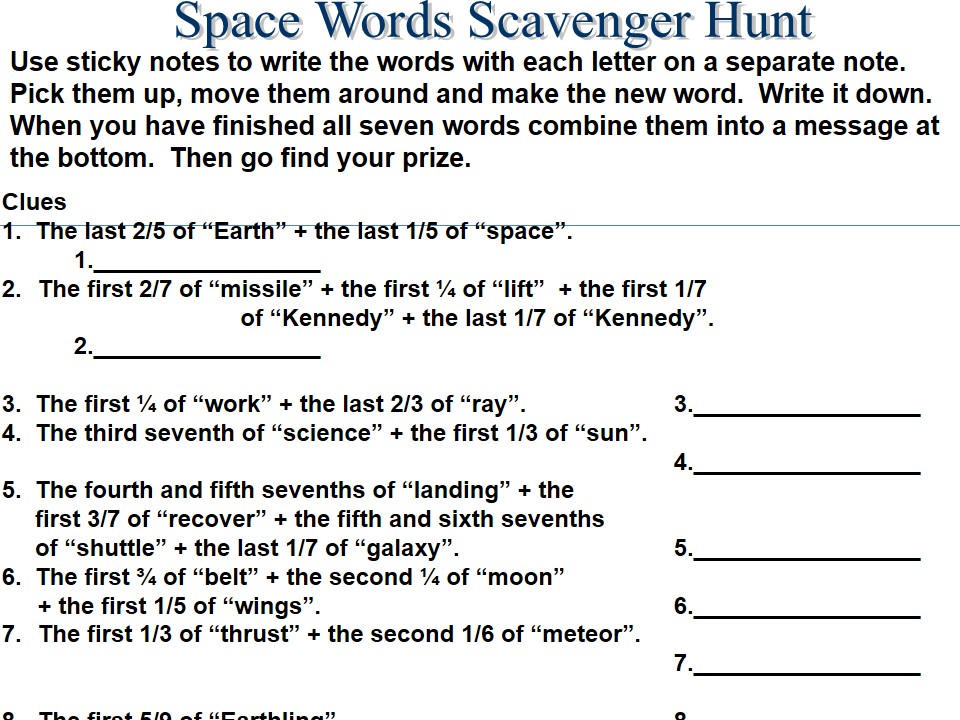 Space Words Scavenger Hunt
Use sticky notes to write the words with each letter on a separate note.
Pick them up, move them around and make the new word. Write it down.
When you have finished all seven words combine them into a message at
the bottom. Then go find your prize.
Clues
1. The last 2/5 of “Earth” + the last 1/5 of “space”.
1._________________
2. The first 2/7 of “missile” + the first ¼ of “lift” + the first 1/7
of “Kennedy” + the last 1/7 of “Kennedy”.
2._________________
3. The first ¼ of “work” + the last 2/3 of “ray”. 3._________________
4. The third seventh of “science” + the first 1/3 of “sun”.
4._________________
5. The fourth and fifth sevenths of “landing” + the
first 3/7 of “recover” + the fifth and sixth sevenths
of “shuttle” + the last 1/7 of “galaxy”. 5._________________
6. The first ¾ of “belt” + the second ¼ of “moon”
+ the first 1/5 of “wings”. 6._________________
7. The first 1/3 of “thrust” + the second 1/6 of “meteor”.
7._________________
8. The first 5/9 of “Earthling” 8.